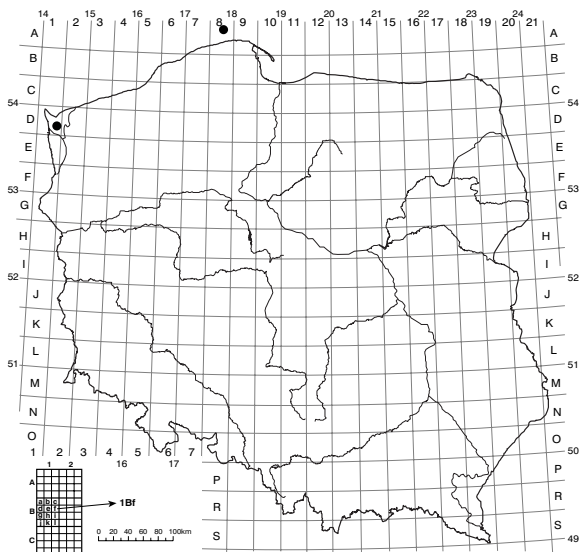 14 15 16 17 18 19 20 21 22 23 24
1 2 3 4 5 6 7 8 9 10 11 12 13 14 15 16 17 18 19 20 21
A A
B B
C C
54 54
D D
E E
F F
53 53
G G
H H
I I
52 52
J J
K K
L L
51 51
M M
N N
O O
1 2 3 4 5 6 7 50
16 17
P P
R R
S S
49
1 2
A
a b c
B d e f
g h i
j k l
C
1Bf
0 20 40 60 80 100km